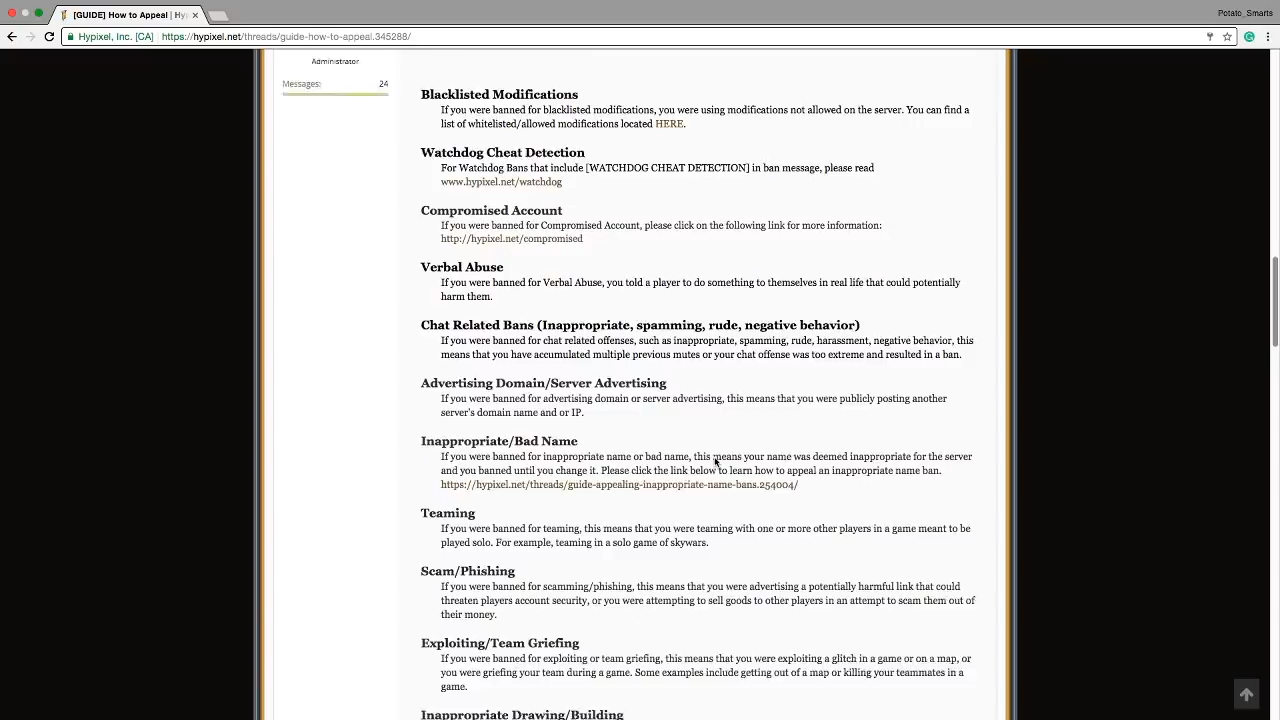 [GUIDE] How to Appeal | Hyp
Potato_Smarts
Hypixel, Inc. [CA]
https://hypixel.net/threads/guide-how-to-appeal.345288/
Administrator
Messages: 24
Blacklisted Modifications
If you were banned for blacklisted modifications, you were using modifications not allowed on the server. You can find a
list of whitelisted/allowed modifications located HERE.
Watchdog Cheat Detection
For Watchdog Bans that include [WATCHDOG CHEAT DETECTION] in ban message, please read
www.hypixel.net/watchdog
Compromised Account
If you were banned for Compromised Account, please click on the following link for more information:
http://hypixel.net/compromised
Verbal Abuse
If you were banned for Verbal Abuse, you told a player to do something to themselves in real life that could potentially
harm them.
Chat Related Bans (Inappropriate, spamming, rude, negative behavior)
If you were banned for chat related offenses, such as inappropriate, spamming, rude, harassment, negative behavior, this
means that you have accumulated multiple previous mutes or your chat offense was too extreme and resulted in a ban.
Advertising Domain/Server Advertising
If you were banned for advertising domain or server advertising, this means that you were publicly posting another
server's domain name and or IP.
Inappropriate/Bad Name
If you were banned for inappropriate name or bad name, this means your name was deemed inappropriate for the server
and you banned until you change it. Please click the link below to learn how to appeal an inappropriate name ban.
https://hypixel.net/threads/guide-appealing-inappropriate-name-bans.254004/
Teaming
If you were banned for teaming, this means that you were teaming with one or more other players in a game meant to be
played solo. For example, teaming in a solo game of skywars.
Scam/Phishing
If you were banned for scamming/phishing, this means that you were advertising a potentially harmful link that could
threaten players account security, or you were attempting to sell goods to other players in an attempt to scam them out of
their money.
Exploiting/Team Griefing
If you were banned for exploiting or team griefing, this means that you were exploiting a glitch in a game or on a map, or
you were griefing your team during a game. Some examples include getting out of a map or killing your teammates in a
game.
Inappropriate Drawing/Building